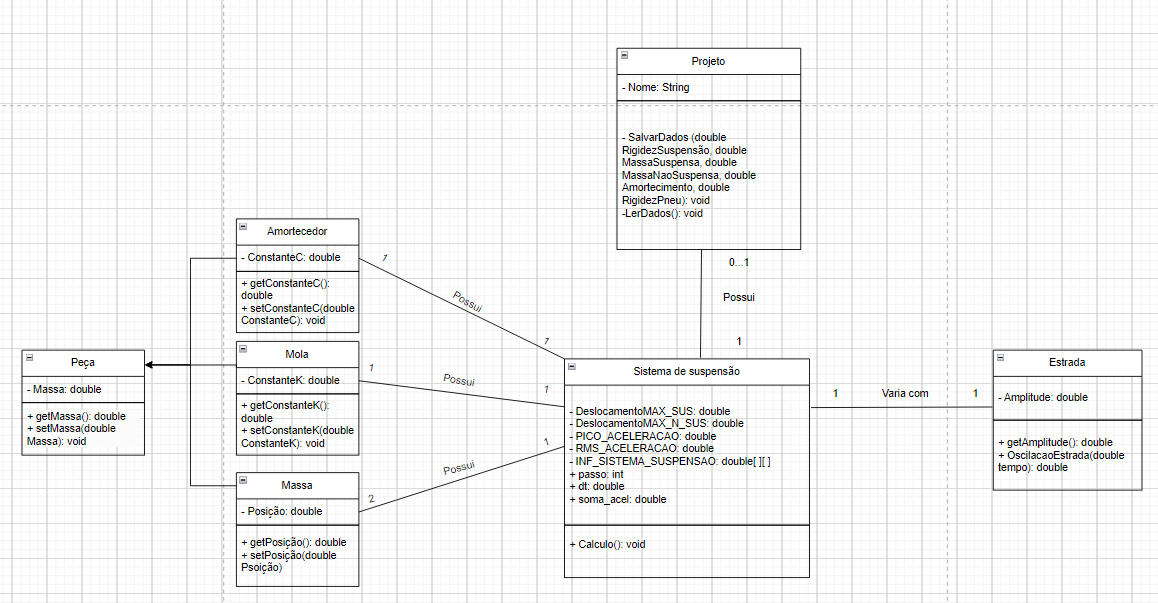 Projeto
- Nome: String
- SalvarDados (double
RigidezSuspensão, double
MassaSuspensa, double
MassaNaoSuspensa, double
Amortecimento, double
RigidezPneu): void
-LerDados(): void
0...1
Possui
1
Amortecedor
- ConstanteC: double
+ getConstanteC():
double
+ setConstanteC(double
ConstanteC): void
1
Possui
1
Mola
- ConstanteK: double
+ getConstanteK():
double
+ setConstanteK(double
ConstanteK): void
1
Possui
1
Peça
- Massa: double
+ getMassa(): double
+ setMassa(double
Massa): void
Massa
- Posição: double
+ getPosição(): double
+ setPosição(double
Psoição)
2
Possui
1
Sistema de suspensão
- DeslocamentoMAX_SUS: double
- DeslocamentoMAX_N_SUS: double
- PICO_ACELERACAO: double
- RMS_ACELERACAO: double
- INF_SISTEMA_SUSPENSAO: double[ ][ ]
+ passo: int
+ dt: double
+ soma_acel: double
+ Calculo(): void
1
Varia com
1
Estrada
- Amplitude: double
+ getAmplitude(): double
+ OscilacaoEstrada(double
tempo): double